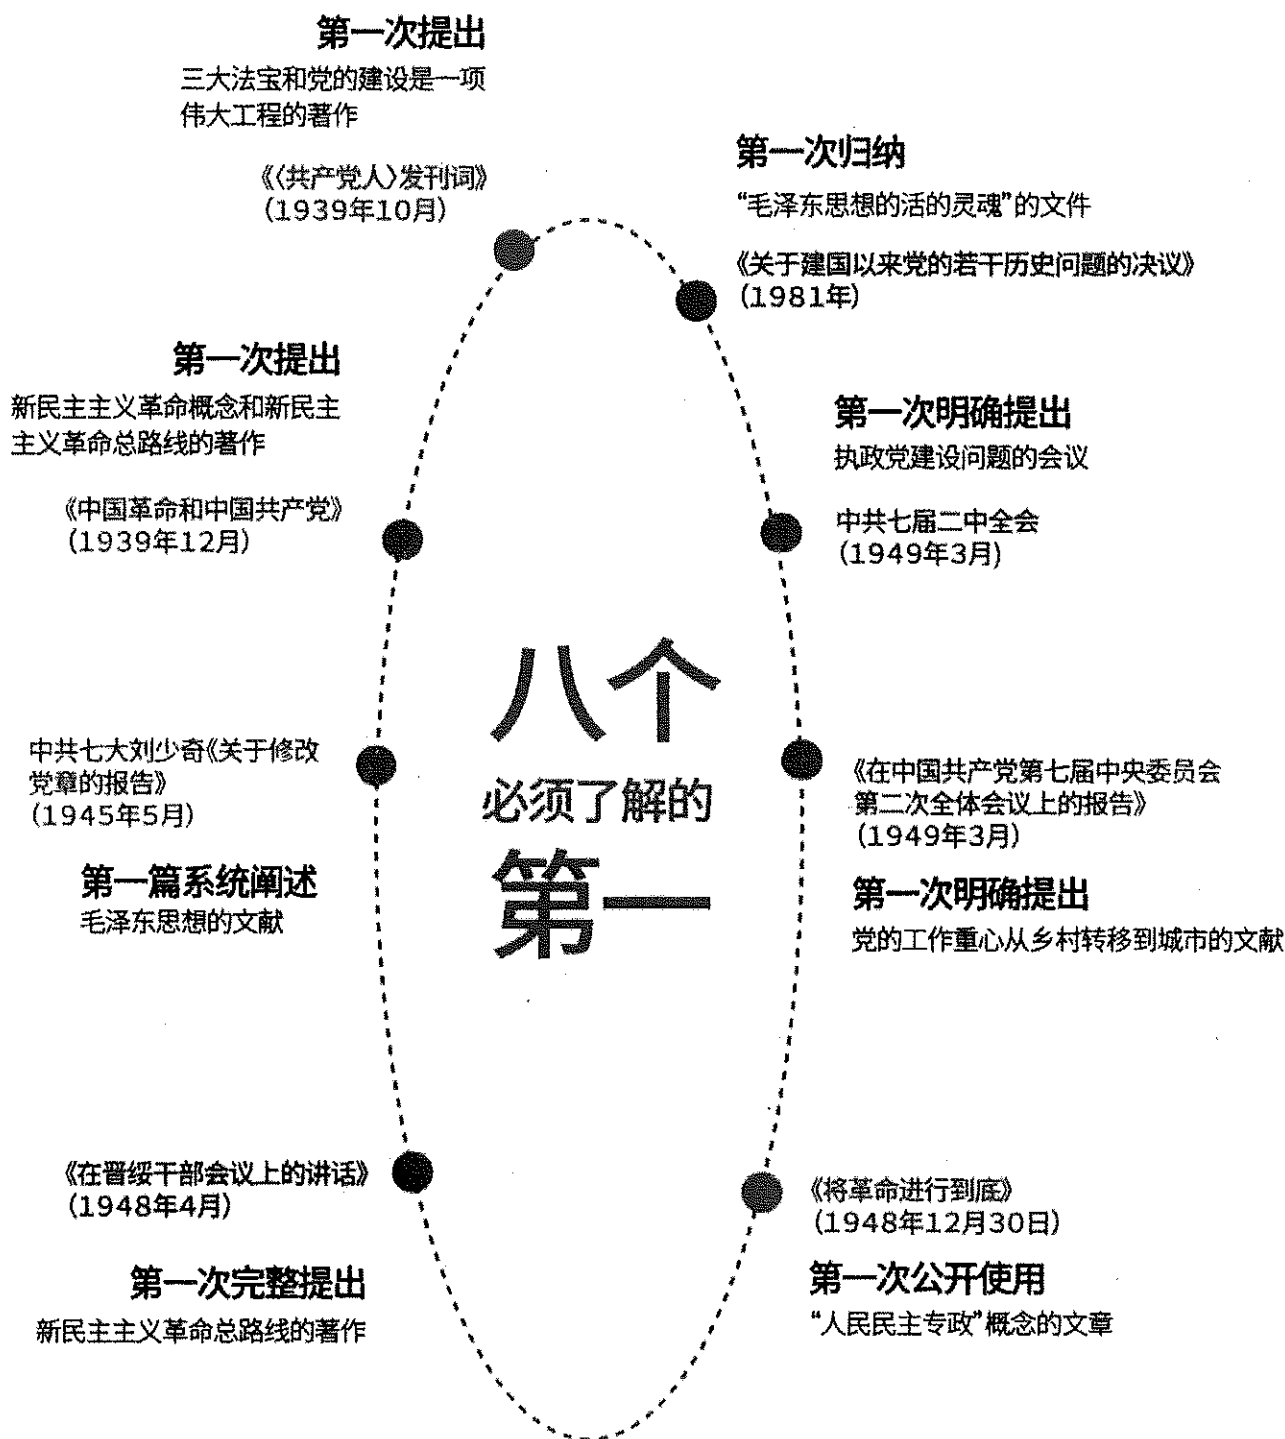 第一次提出
三大法宝和党的建设是一项
伟大工程的著作
《〈共产党人〉发刊词》
(1939年10月)
第一次归纳
“毛泽东思想的活的灵魂”的文件
《关于建国以来党的若干历史问题的决议》
(1981年)
第一次提出
新民主主义革命概念和新民主
主义革命总路线的著作
《中国革命和中国共产党》
(1939年12月)
第一次明确提出
执政党建设问题的会议
中共七届二中全会
(1949年3月)
八个
必须了解的
第一
中共七大刘少奇《关于修改
党章的报告》
(1945年5月)
第一篇系统阐述
毛泽东思想的文献
《在中国共产党第七届中央委员会
第二次全体会议上的报告》
(1949年3月)
第一次明确提出
党的工作重心从乡村转移到城市的文献
《在晋绥干部会议上的讲话》
(1948年4月)
第一次完整提出
新民主主义革命总路线的著作
《将革命进行到底》
(1948年12月30日)
第一次公开使用
“人民民主专政”概念的文章